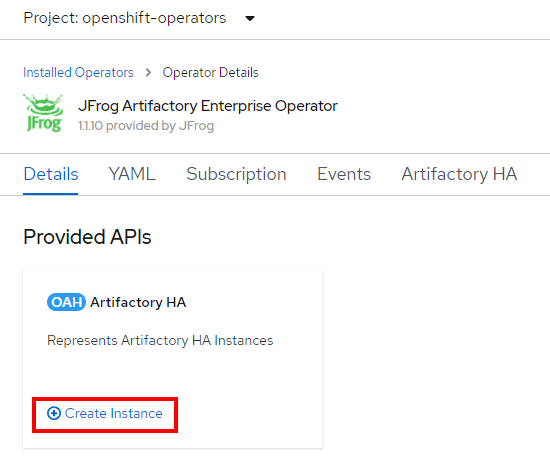 Project: openshift-operators
Installed Operators > Operator Details
JFrog
JFrog Artifactory Enterprise Operator
1.1.10 provided by JFrog
Details YAML Subscription Events Artifactory HA
Provided APIs
OAH Artifactory HA
Represents Artifactory HA Instances
Create Instance